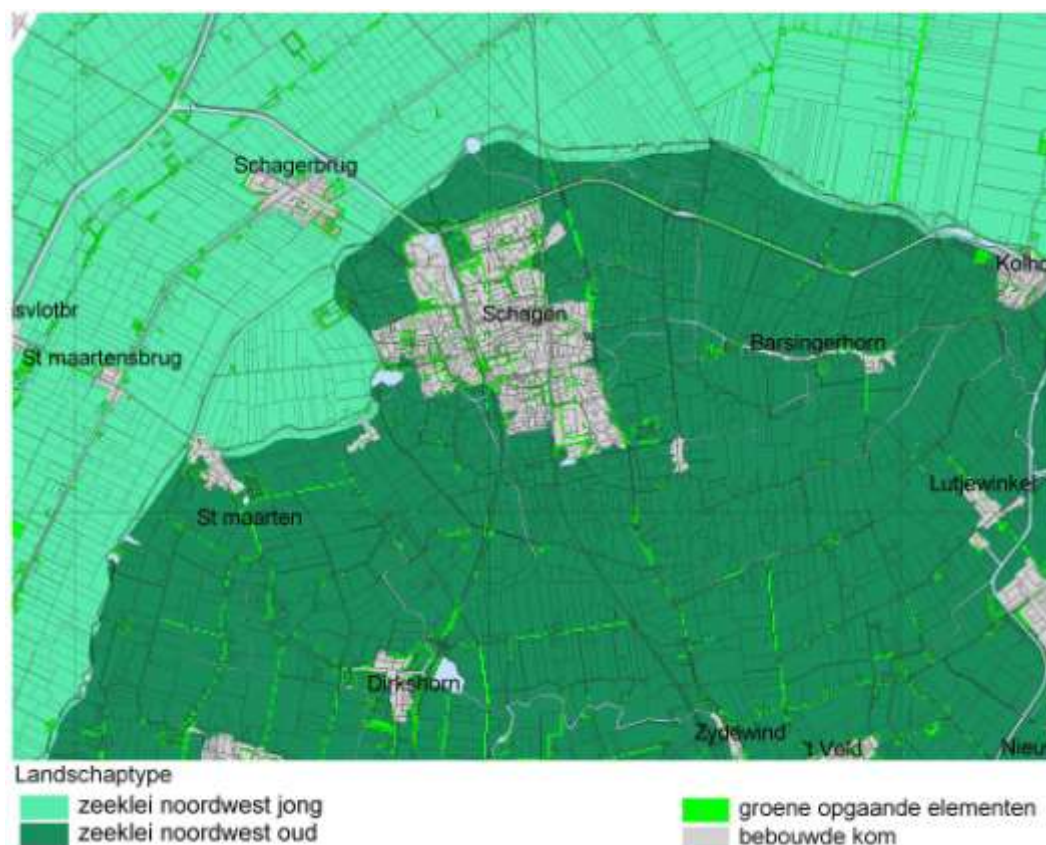 Schagerbrug
Kolho
svlotbr
Schagen
Barsingerhorn
St maartensbrug
Lutjewinkel
St maarten
Dirkshorn
Zydewind
't Veld
Nieu
Landschaptype
zeeklei noordwest jong
groene opgaande elementen
zeeklei noordwest oud
bebouwde kom